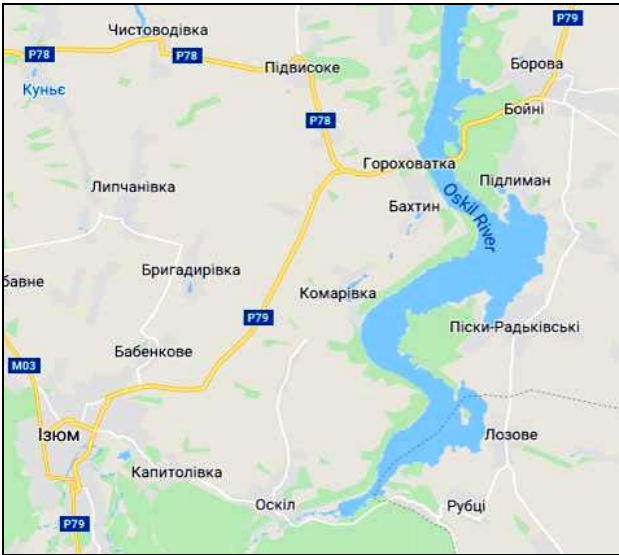 P79
Чистоводівка
P78
P78
Підвисоке
Борова
Куньє
Бойні
P78
Гороховатка
Підлиман
Липчанівка
Oskil River
Бахтин
Бригадирівка
бавне
Комарівка
P79
Піски-Радьківські
Бабенкове
M03
Ізюм
Лозове
Капитолівка
Оскіл
Рубці
P79